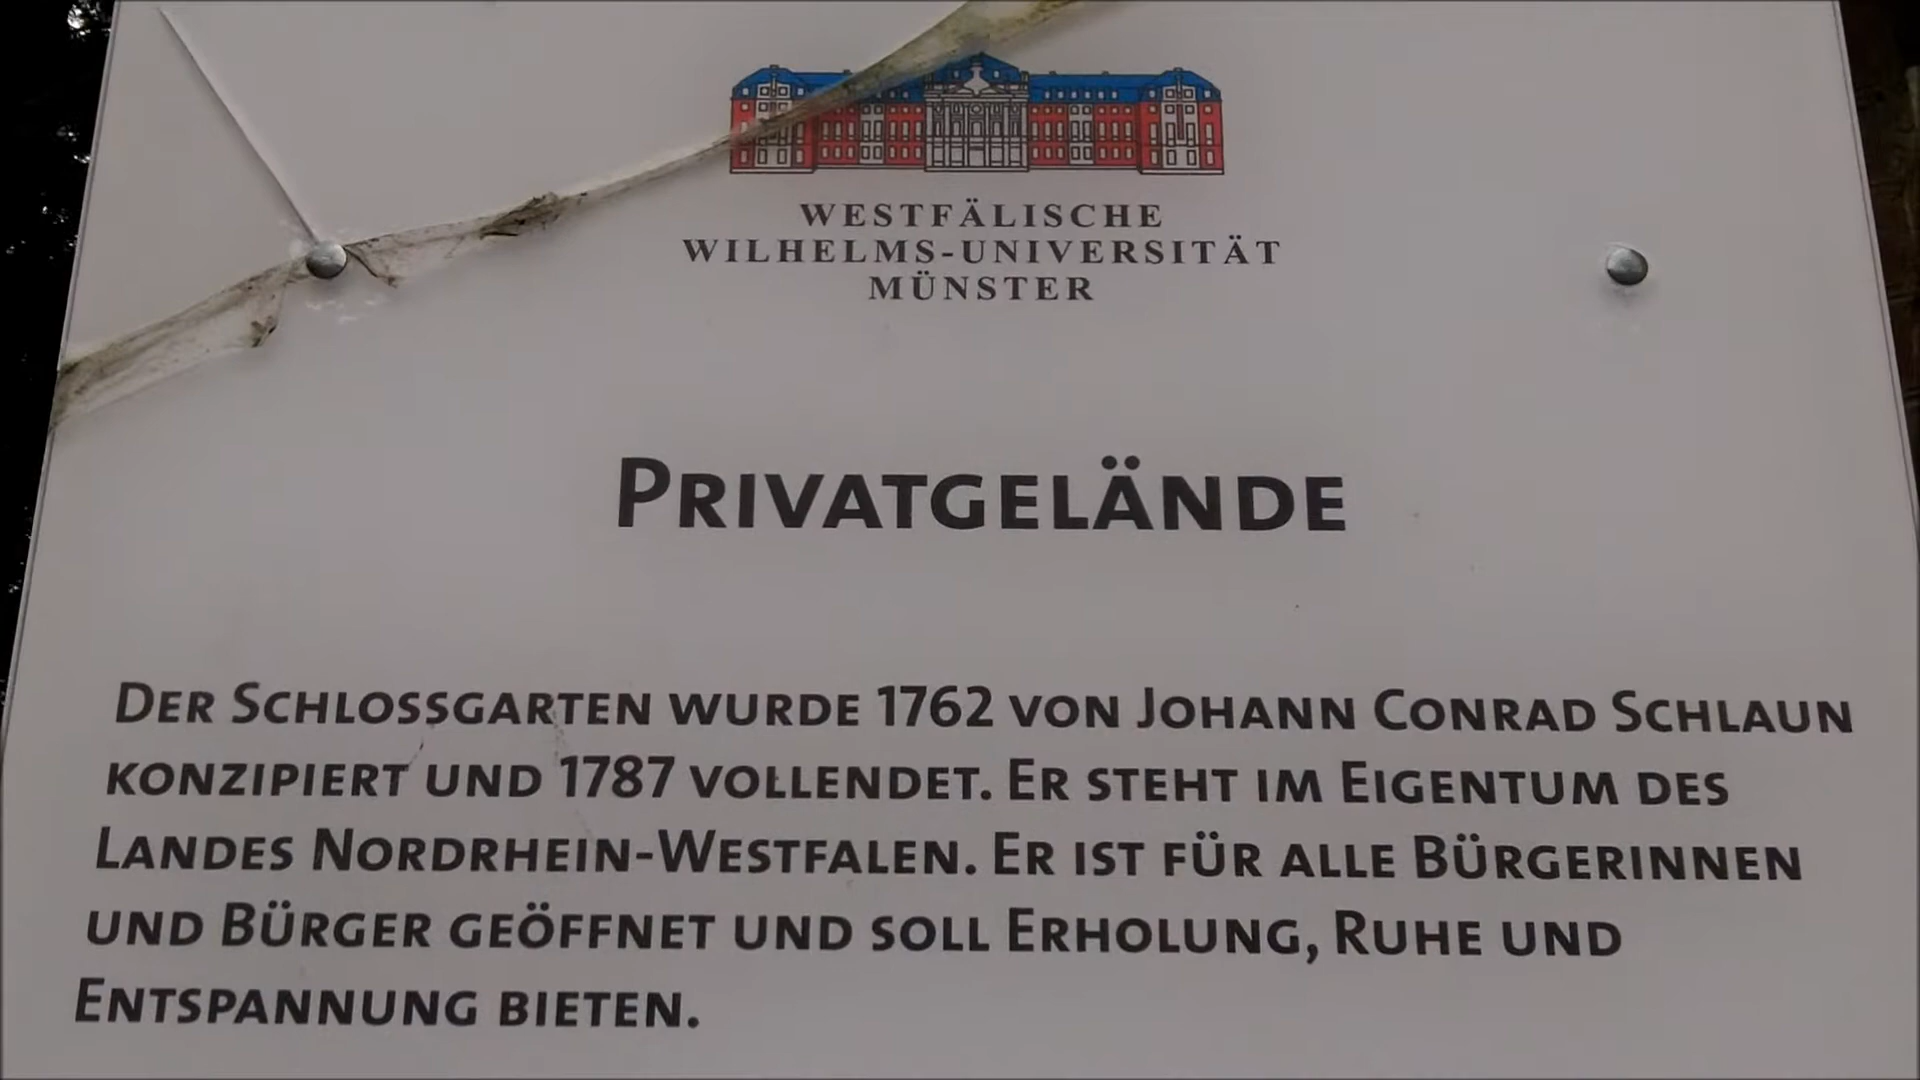 WESTFÄLISCHE
WILHELMS-UNIVERSITÄT
MÜNSTER
PRIVATGELÄNDE
DER SCHLOSSGARTEN WURDE 1762 VON JOHANN CONRAD SCHLAUN
KONZIPIERT UND 1787 VOLLENDET. ER STEHT IM EIGENTUM DES
LANDES NORDRHEIN-WESTFALEN. ER IST FÜR ALLE BÜRGERINNEN
UND BÜRGER GEÖFFNET UND SOLL ERHOLUNG, RUHE UND
ENTSPANNUNG BIETEN.